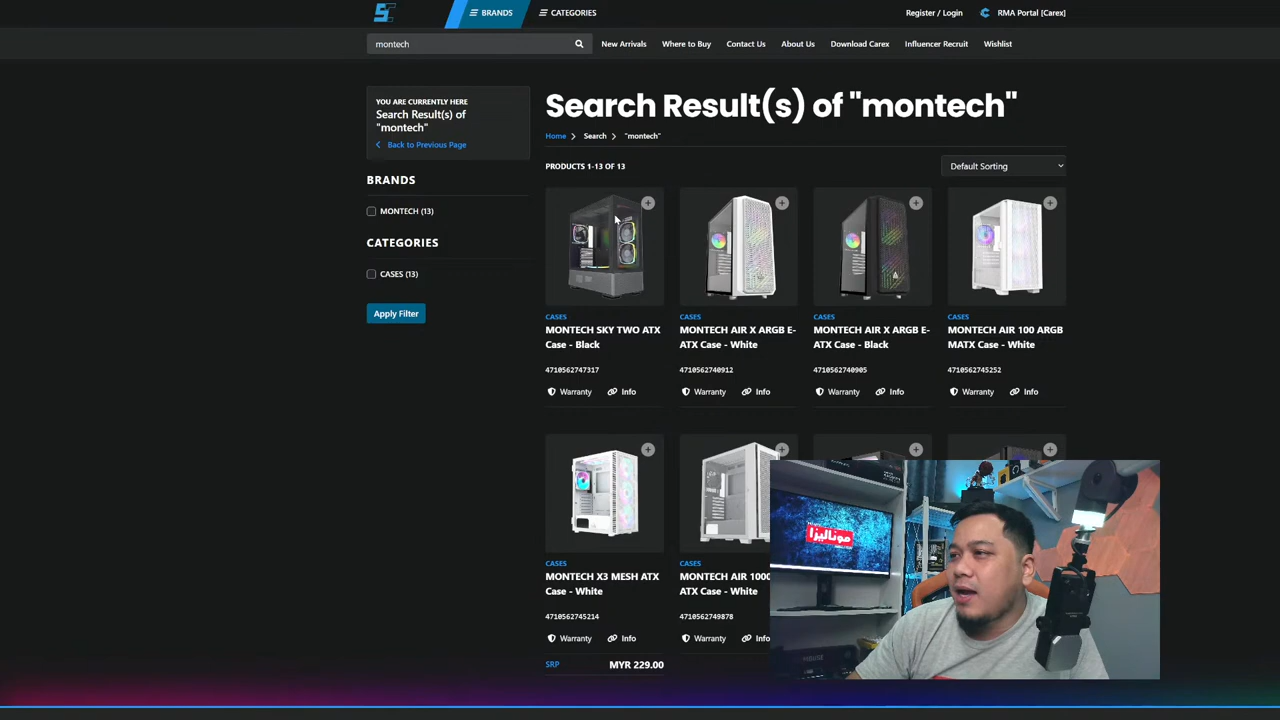 BRANDS
CATEGORIES
Register / Login
RMA Portal [Carex]
montech
New Arrivals
Where to Buy
Contact Us
About Us
Download Carex
Influencer Recruit
Wishlist
YOU ARE CURRENTLY HERE
Search Result(s) of
"montech"
Back to Previous Page
BRANDS
MONTECH (13)
CATEGORIES
CASES (13)
Apply Filter
Search Result(s) of "montech"
Home > Search > "montech"
PRODUCTS 1-13 OF 13
Default Sorting
CASES
MONTECH SKY TWO ATX
Case - Black
4710562747317
Warranty
Info
CASES
MONTECH AIR X ARGB E-
ATX Case - White
4710562740912
Warranty
Info
CASES
MONTECH AIR X ARGB E-
ATX Case - Black
4710562740905
Warranty
Info
CASES
MONTECH AIR 100 ARGB
MATX Case - White
4710562745252
Warranty
Info
CASES
MONTECH X3 MESH ATX
Case - White
4710562745214
Warranty
Info
SRP
MYR 229.00
CASES
MONTECH AIR 1000
ATX Case - White
4710562749878
Warranty
Info
موناليزا